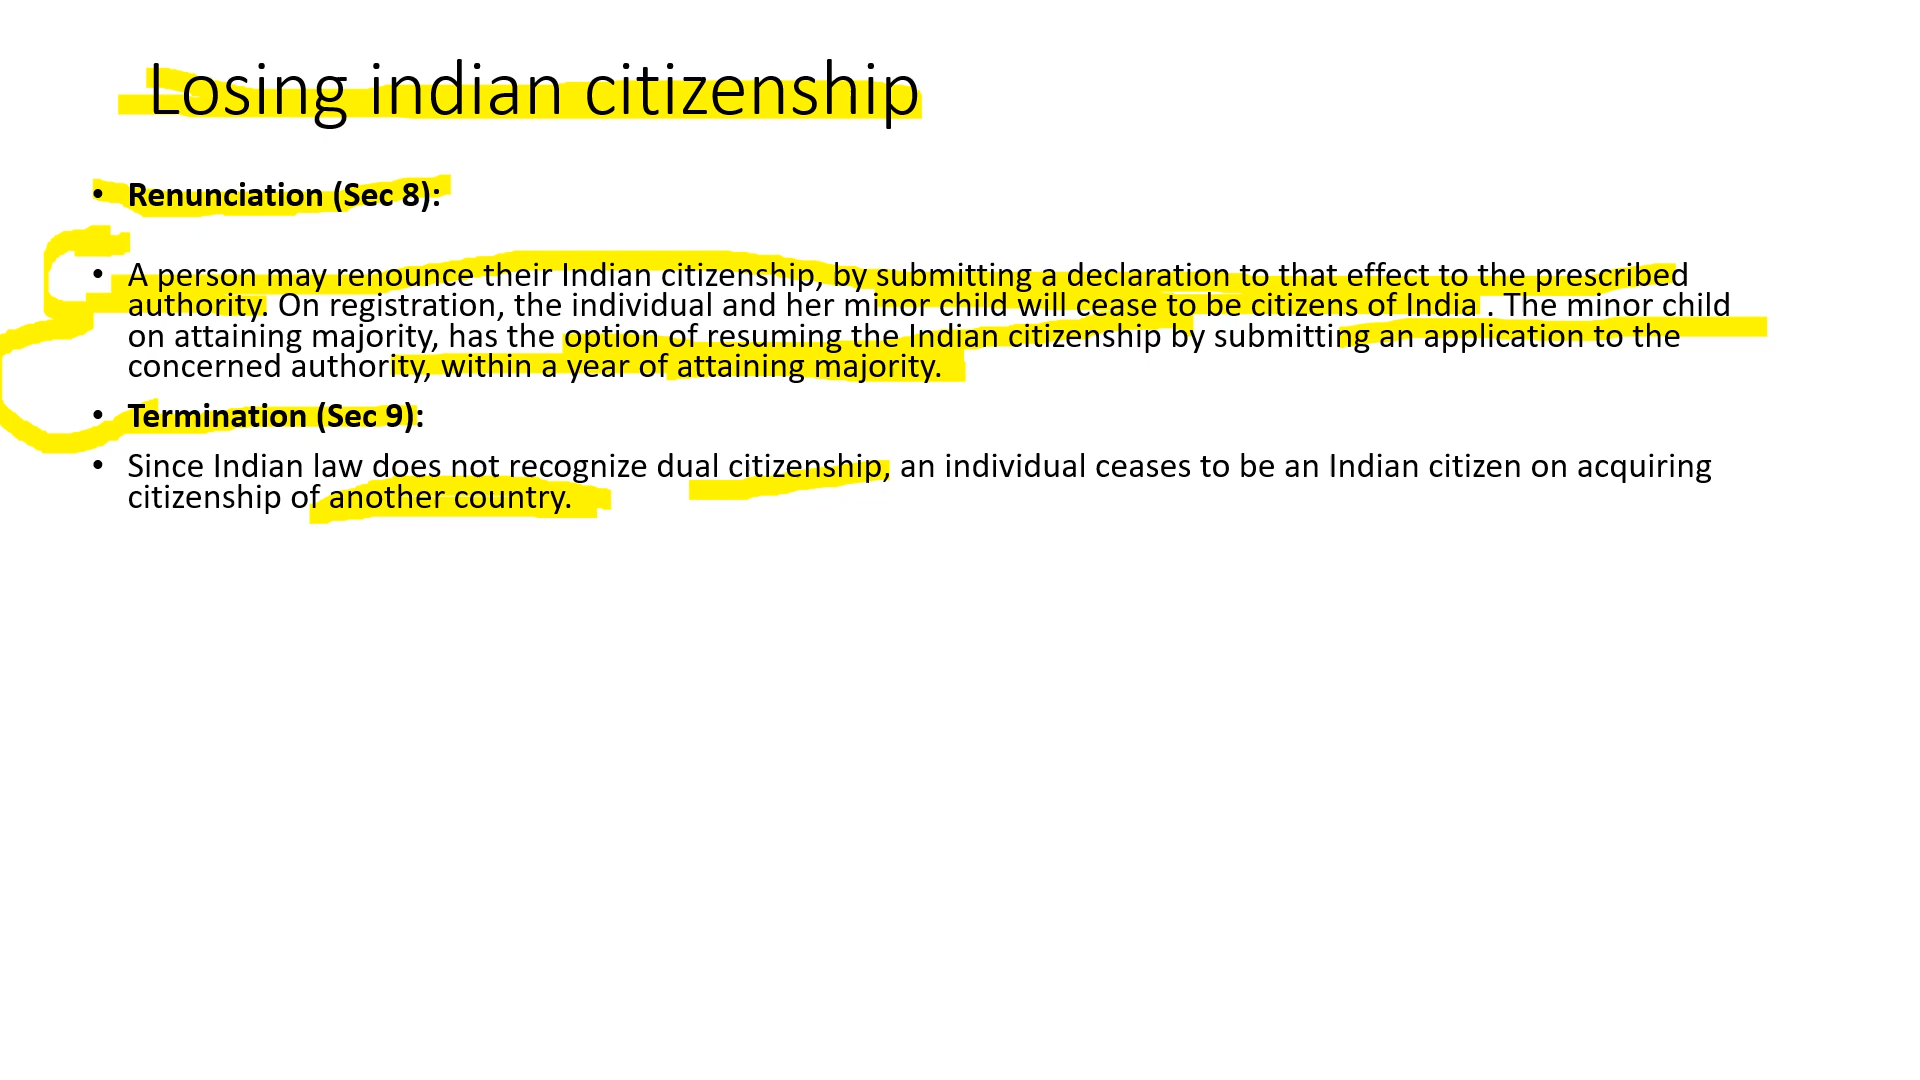 Losing indian citizenship
• Renunciation (Sec 8):
• A person may renounce their Indian citizenship, by submitting a declaration to that effect to the prescribed
authority. On registration, the individual and her minor child will cease to be citizens of India . The minor child
on attaining majority, has the option of resuming the Indian citizenship by submitting an application to the
concerned authority, within a year of attaining majority.
• Termination (Sec 9):
• Since Indian law does not recognize dual citizenship, an individual ceases to be an Indian citizen on acquiring
citizenship of another country.